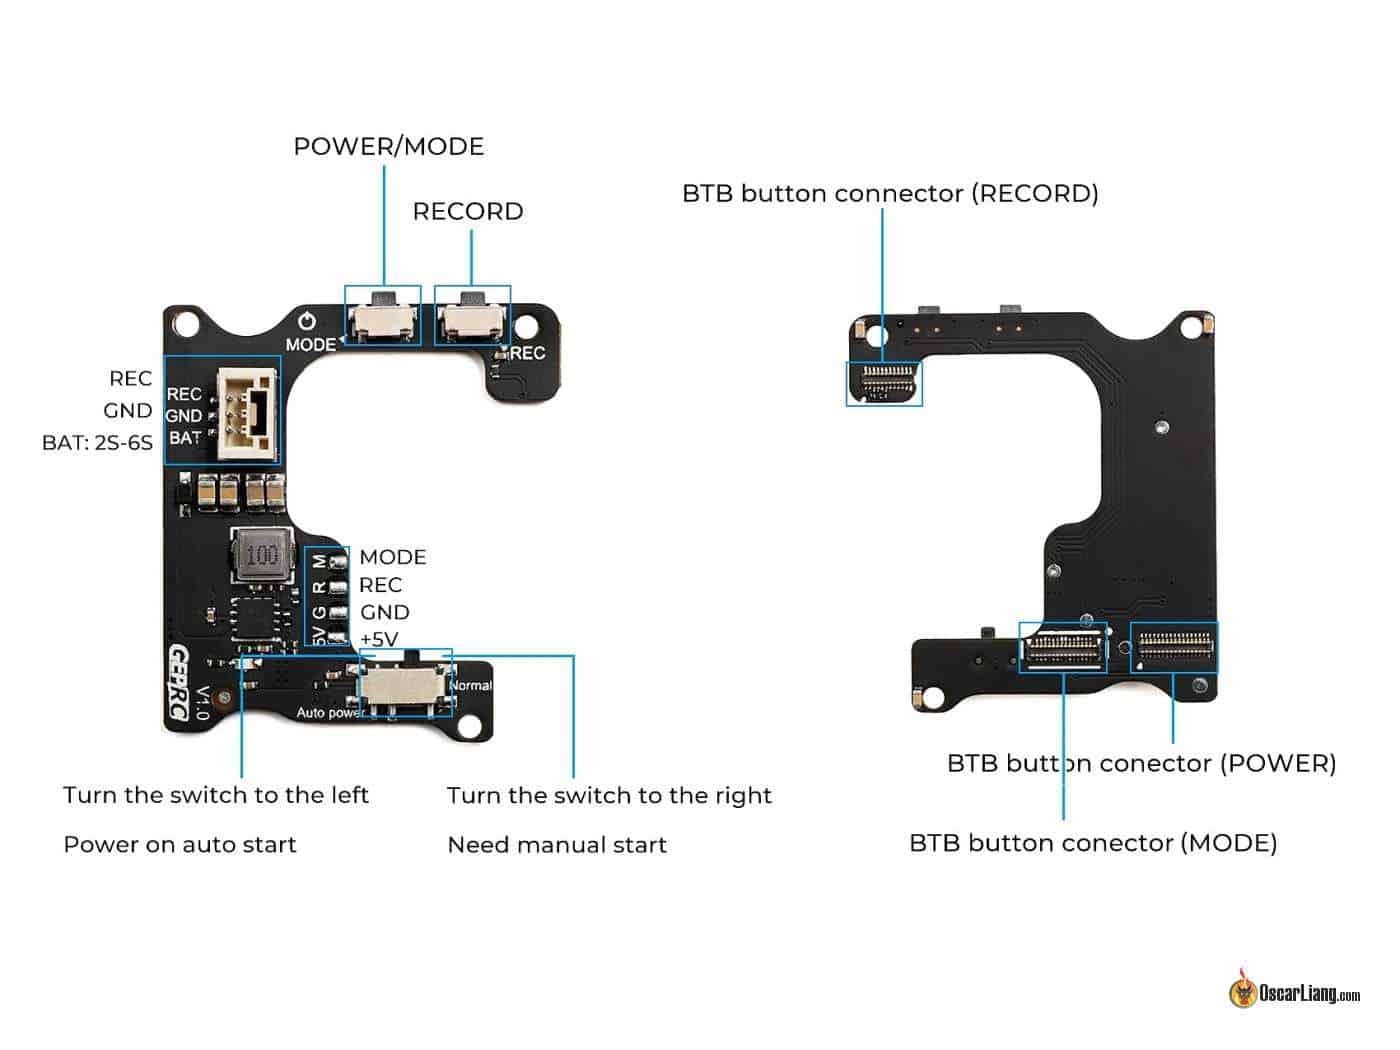 POWER/MODE
RECORD
BTB button connector (RECORD)
MODE
REC
REC
GND
BAT: 2S-6S
REC
GND
BAT
100
M
R
G
5V
MODE
REC
GND
+5V
GEPRC
V1.0
Normal
Auto power
Turn the switch to the left
Power on auto start
Turn the switch to the right
Need manual start
BTB button conector (POWER)
BTB button conector (MODE)
OscarLiang.com